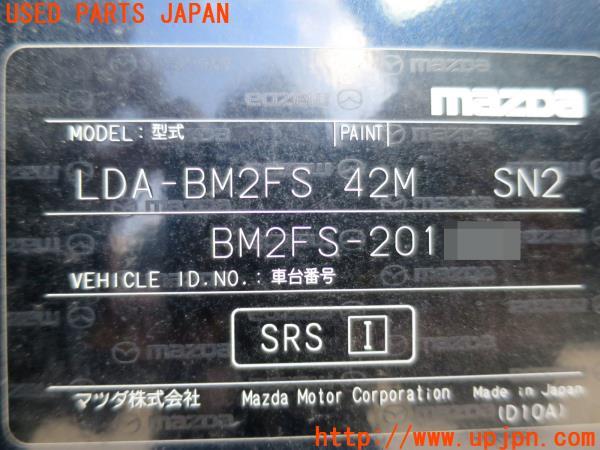 USED PARTS JAPAN
mazda
MODEL: 型式 PAINT
LDA-BM2FS 42M SN2
BM2FS-201
VEHICLE ID.NO.: 車台番号
SRS I
マツダ株式会社 Mazda Motor Corporation Made in Japan
(D10A)
http://www.upjpn.com